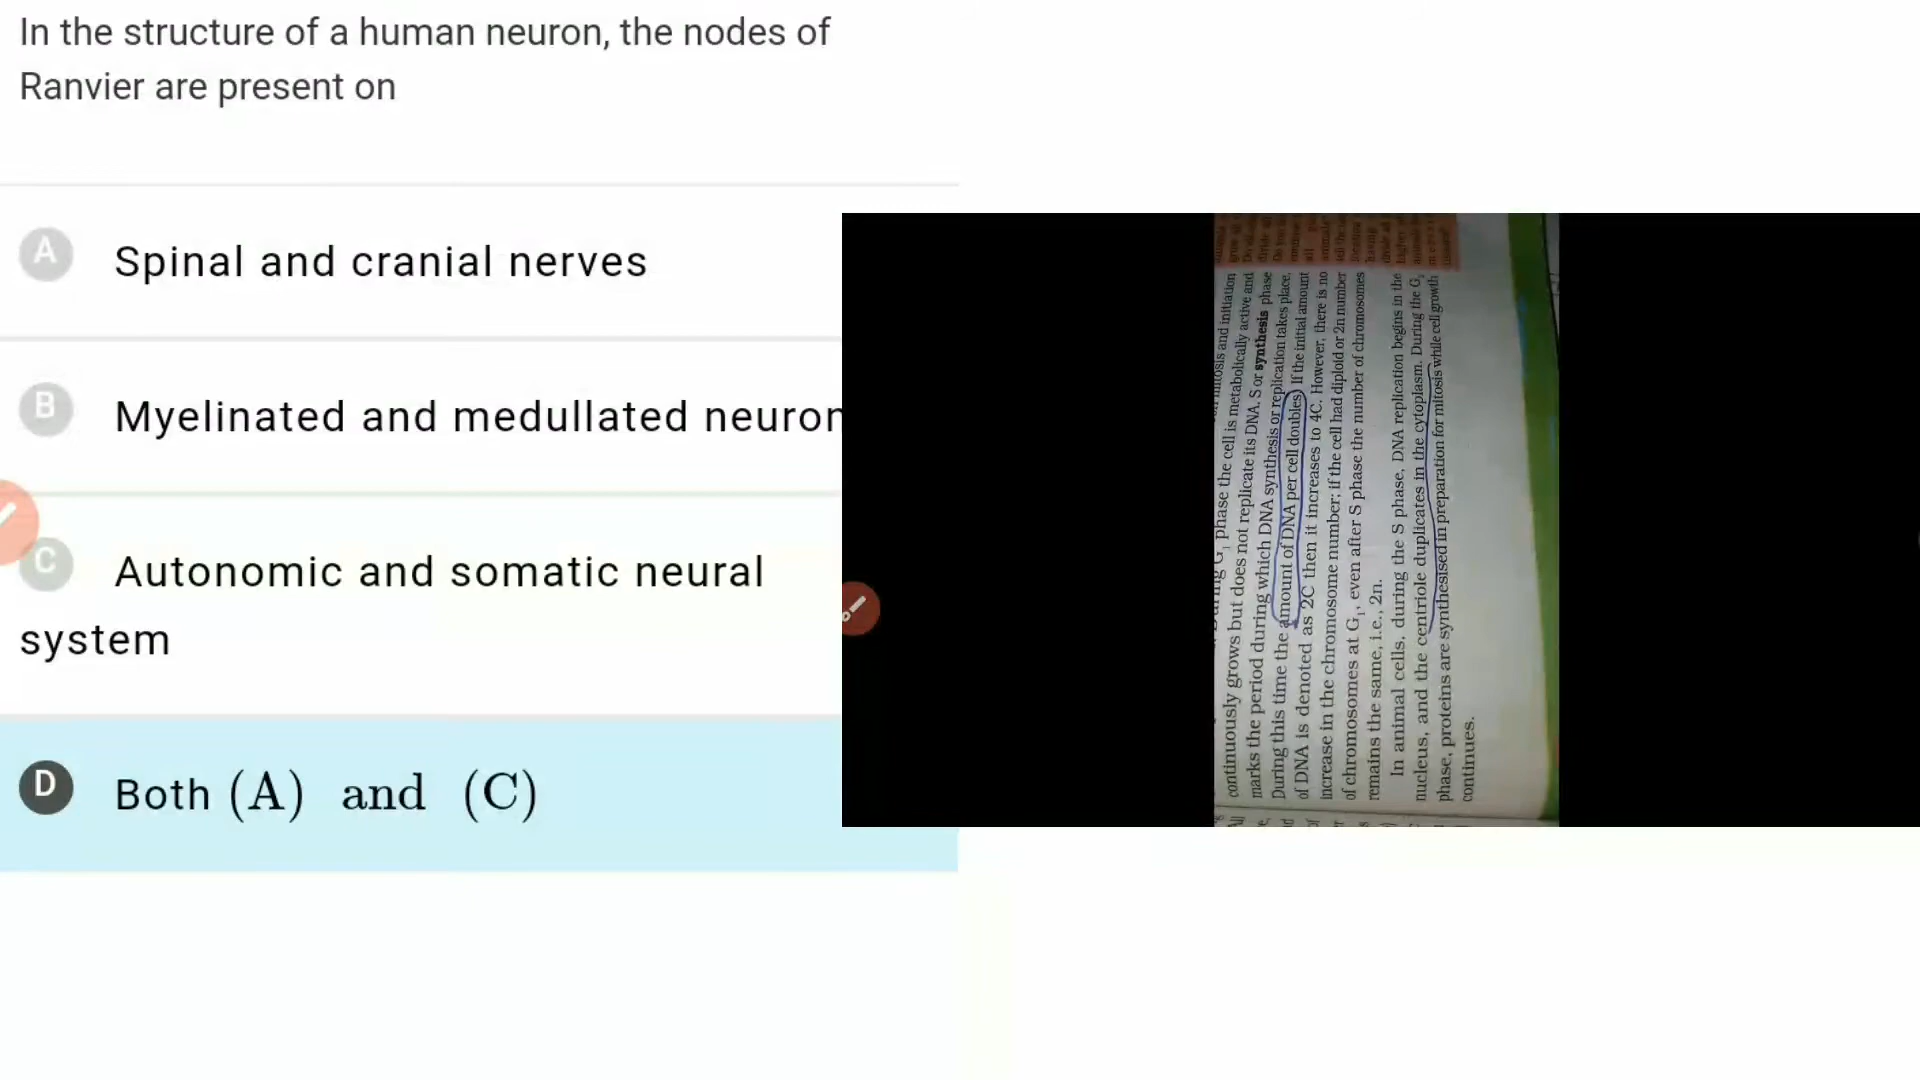 In the structure of a human neuron, the nodes of
Ranvier are present on
A Spinal and cranial nerves
B Myelinated and medullated neuron
C Autonomic and somatic neural
system
D Both (A) and (C)
phase the cell is metabolically active and
continuously grows but does not replicate its DNA. S or synthesis phase
marks the period during which DNA synthesis or replication takes place.
During this time the amount of DNA per cell doubles. If the initial amount
of DNA is denoted as 2C then it increases to 4C. However, there is no
increase in the chromosome number; if the cell had diploid or 2n number
of chromosomes at G₁, even after S phase the number of chromosomes
remains the same, i.e., 2n.
In animal cells, during the S phase, DNA replication begins in the
nucleus, and the centriole duplicates in the cytoplasm. During the G₂
phase, proteins are synthesised in preparation for mitosis while cell growth
continues.